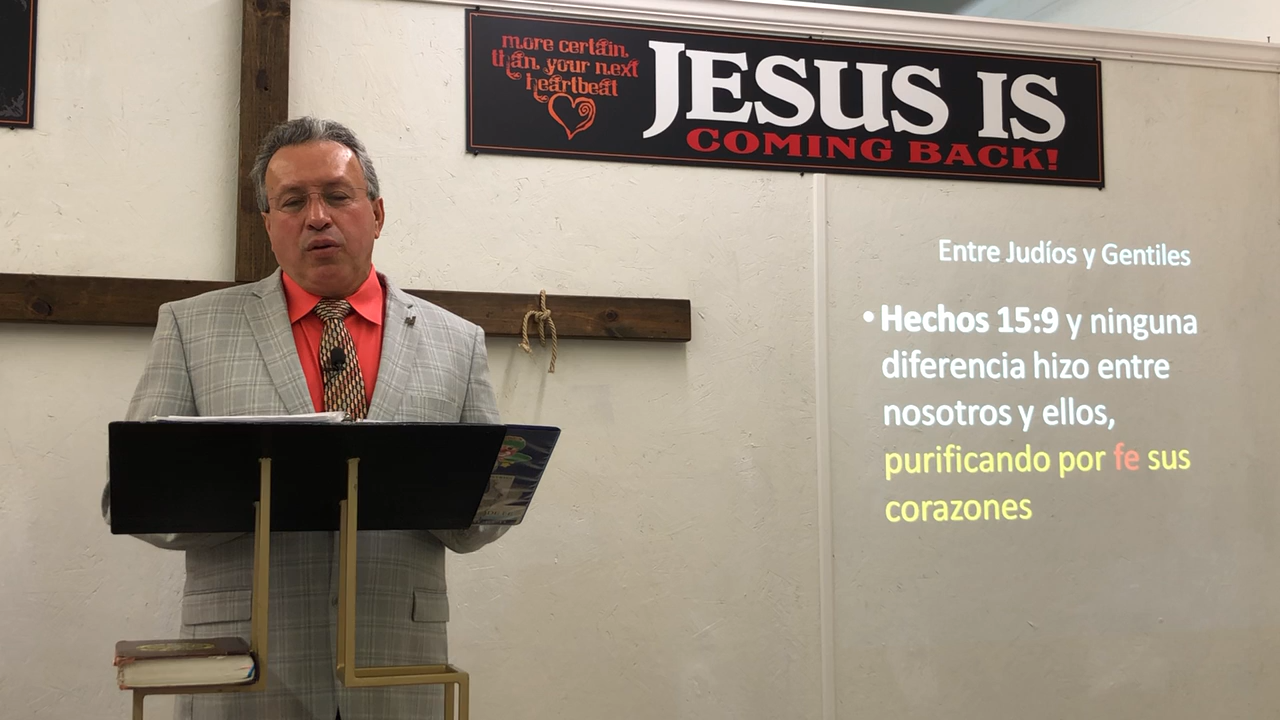 more certain
than your next
heartbeat
JESUS IS
COMING BACK!
Entre Judíos y Gentiles
• Hechos 15:9 y ninguna
diferencia hizo entre
nosotros y ellos,
purificando por fe sus
corazones